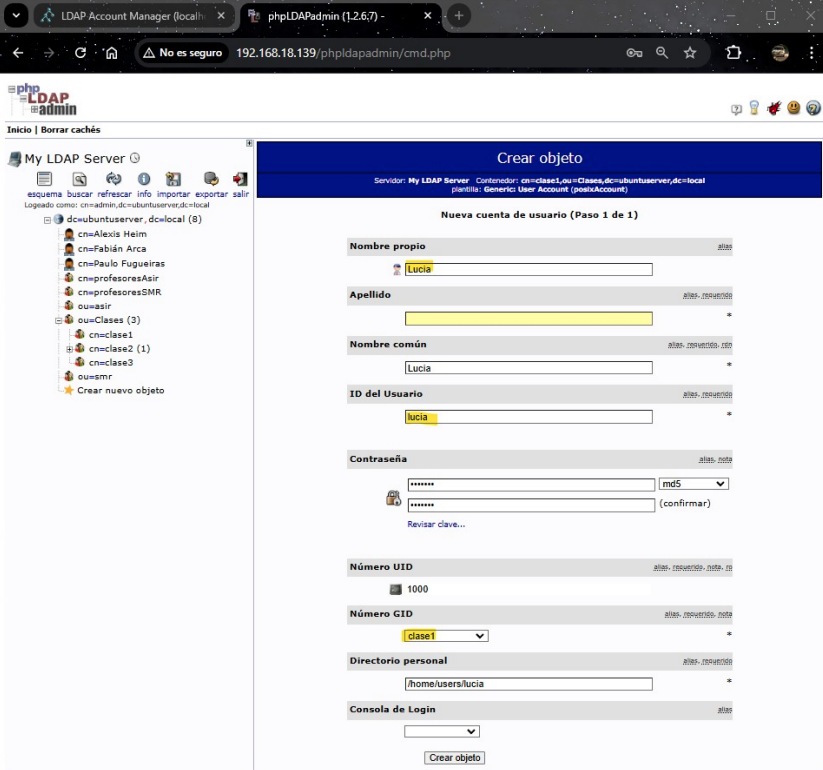 LDAP Account Manager (localh
phpLDAPadmin (1.2.6.7) -
No es seguro 192.168.18.139/phpldapadmin/cmd.php
php
LDAP
admin
Inicio | Borrar cachés
My LDAP Server
esquema buscar refrescar info importar exportar salir
Logeado como: cn=admin,dc=ubuntuserver,dc=local
dc=ubuntuserver,dc=local (8)
cn=Alexis Heim
cn=Fabián Arca
cn=Paulo Fugueiras
cn=profesoresAsir
cn=profesoresSMR
ou=asir
ou=Clases (3)
cn=clase1
cn=clase2 (1)
cn=clase3
ou=smr
Crear nuevo objeto
Crear objeto
Servidor: My LDAP Server Contenedor: cn=clase1,ou=Clases,dc=ubuntuserver,dc=local
plantilla: Generic: User Account (posixAccount)
Nueva cuenta de usuario (Paso 1 de 1)
Nombre propio alias
Lucia
Apellido alias, requerido
*
Nombre común alias, requerido, rdn
Lucia *
ID del Usuario alias, requerido
lucia *
Contraseña alias, nota
••••••• md5
••••••• (confirmar)
Revisar clave...
Número UID alias, requerido, nota, ro
1000
Número GID alias, requerido, nota
clase1 *
Directorio personal alias, requerido
/home/users/lucia *
Consola de Login alias
Crear objeto